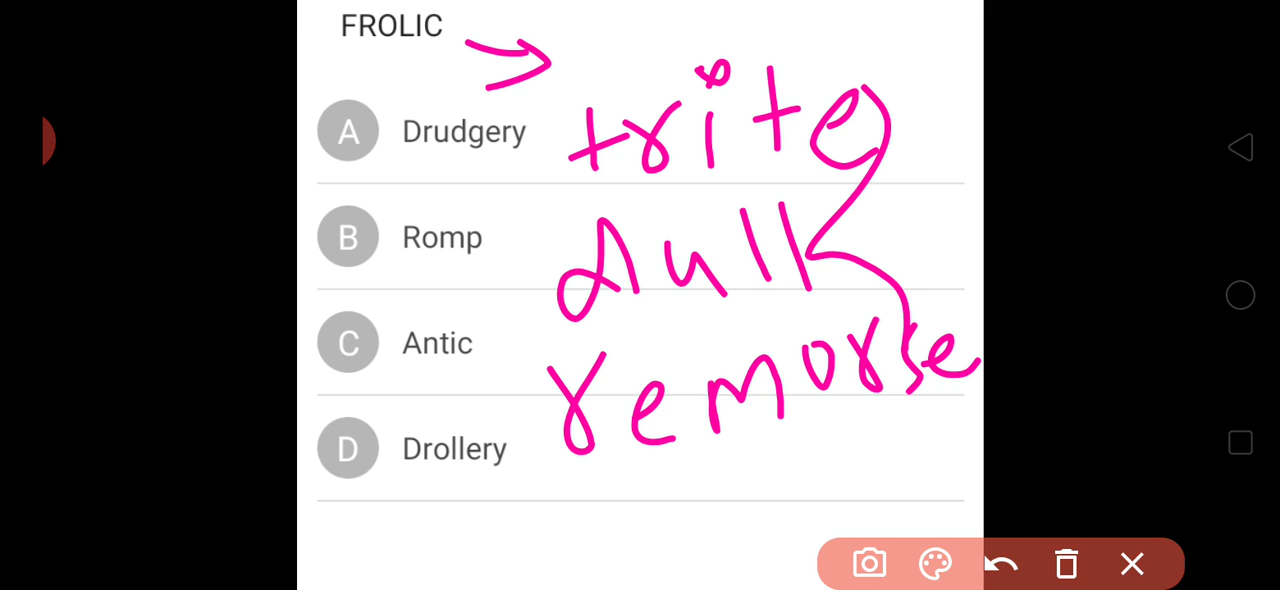 FROLIC
A Drudgery
trite
B Romp
dull
C Antic
remorse
D Drollery